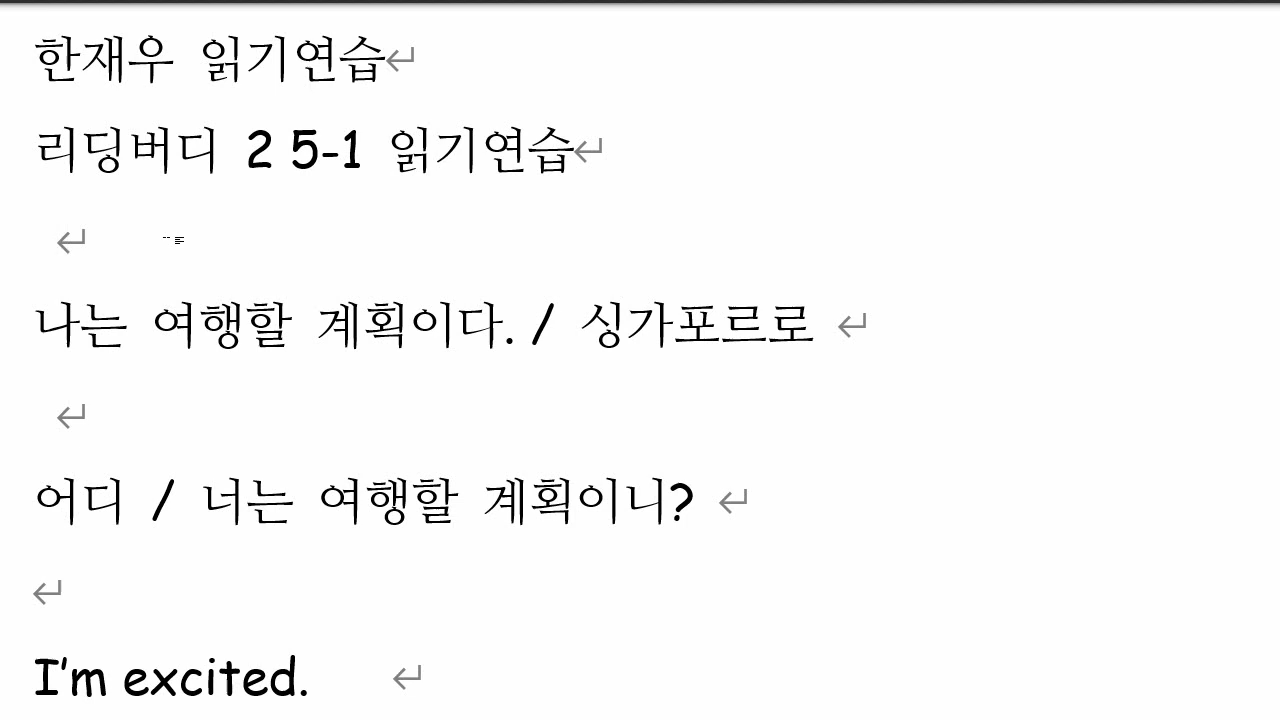 한재우 읽기연습
리딩버디 2 5-1 읽기연습
나는 여행할 계획이다. / 싱가포르로
어디 / 너는 여행할 계획이니?
I'm excited.